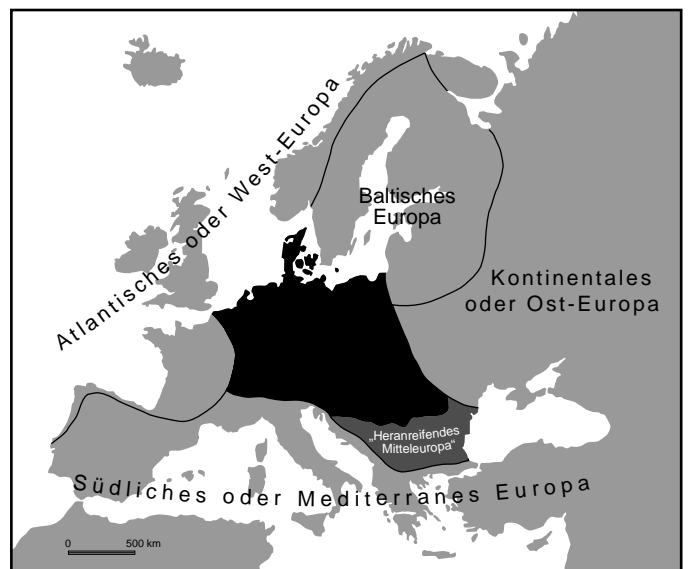 Atlantisches oder West-Europa
Baltisches
Europa
Kontinentales
oder Ost-Europa
„Heranreifendes
Mitteleuropa“
Südliches oder Mediterranes Europa
0 500 km